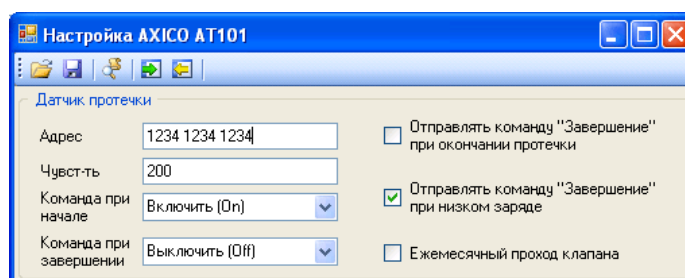 Настройка AXICO AT101
Датчик протечки
Адрес
1234 1234 1234
Чувст-ть
200
Команда при
начале
Включить (On)
Команда при
завершении
Выключить (Off)
Отправлять команду "Завершение"
при окончании протечки
Отправлять команду "Завершение"
при низком заряде
Ежемесячный проход клапана